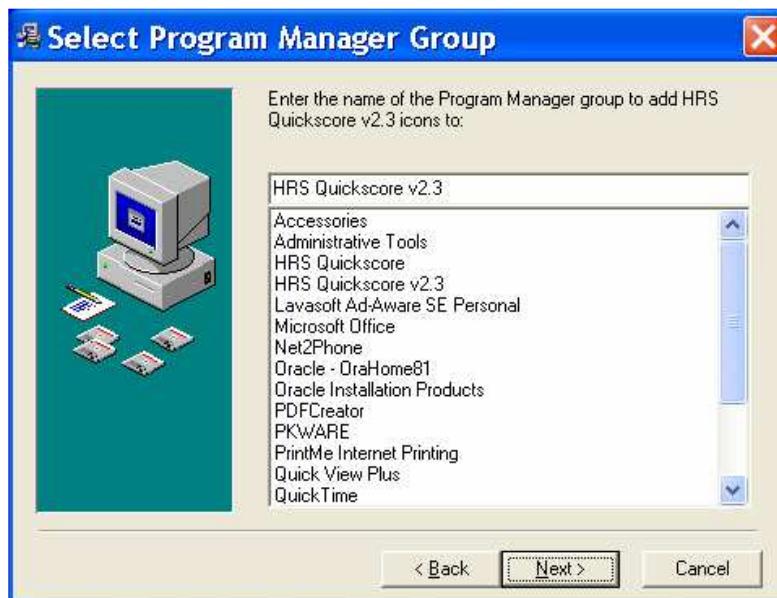 Select Program Manager Group
Enter the name of the Program Manager group to add HRS
Quickscore v2.3 icons to:
HRS Quickscore v2.3
Accessories
Administrative Tools
HRS Quickscore
HRS Quickscore v2.3
Lavasoft Ad-Aware SE Personal
Microsoft Office
Net2Phone
Oracle - OraHome81
Oracle Installation Products
PDFCreator
PKWARE
PrintMe Internet Printing
Quick View Plus
QuickTime
< Back
Next >
Cancel